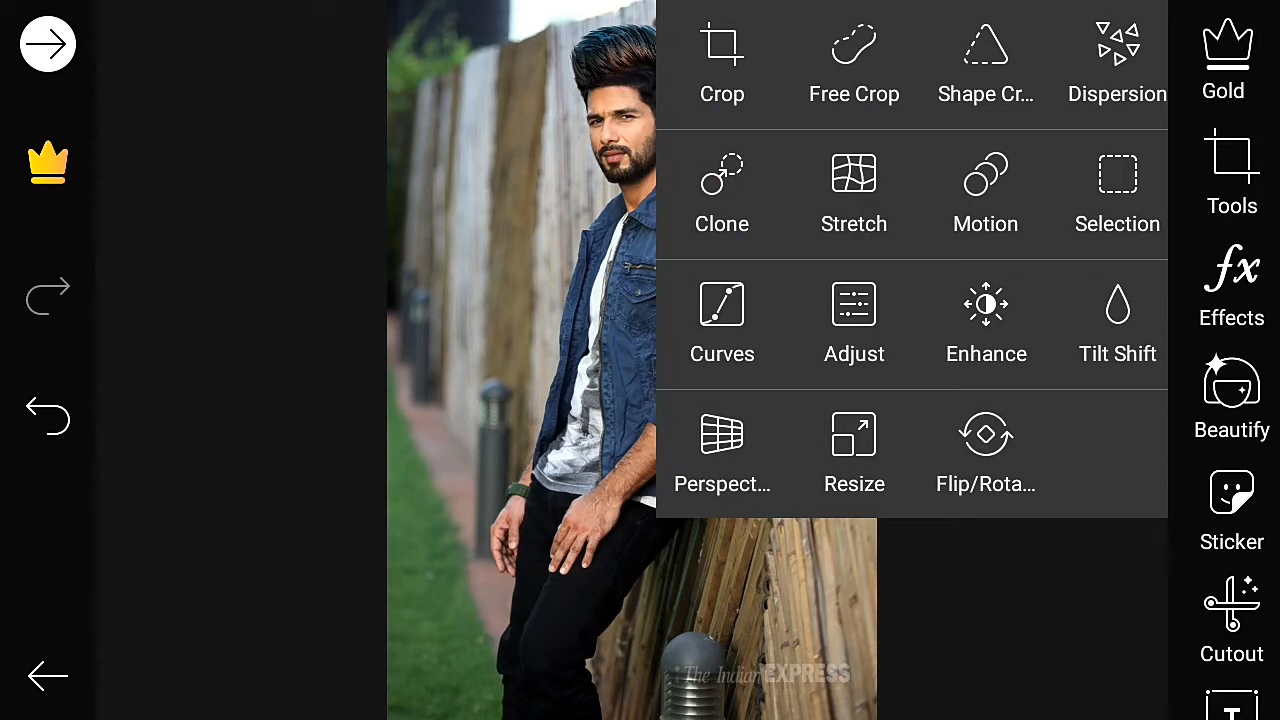 Crop
Free Crop
Shape Cr...
Dispersion
Gold
Clone
Stretch
Motion
Selection
Tools
Curves
Adjust
Enhance
Tilt Shift
fx
Effects
Perspect...
Resize
Flip/Rota...
Beautify
Sticker
Cutout
T
The Indian EXPRESS